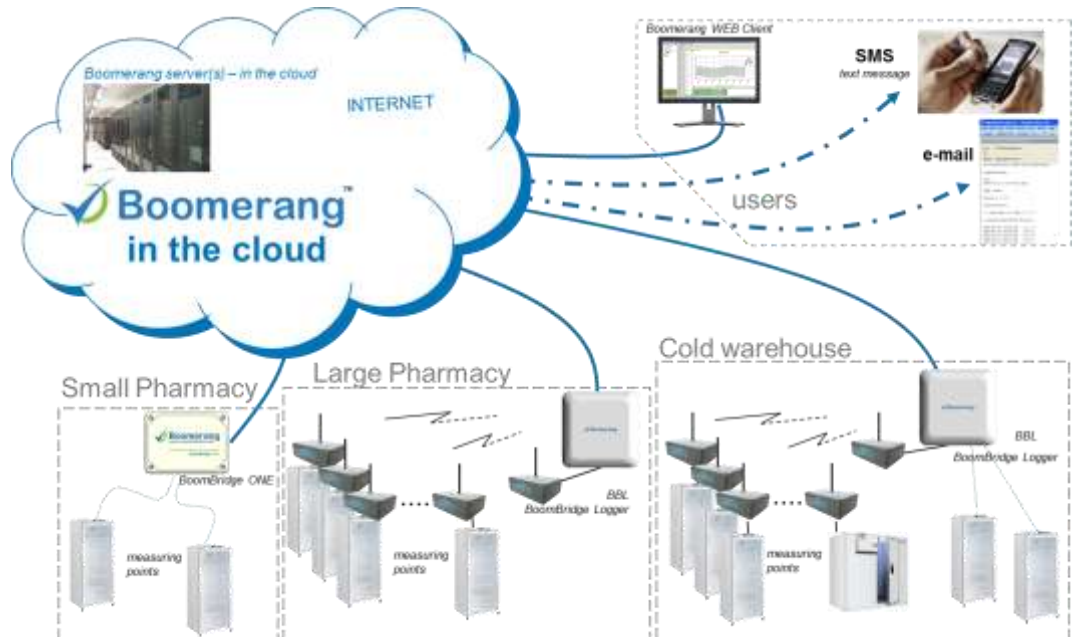 Boomerang server(s) – in the cloud
INTERNET
Boomerang™
in the cloud
Boomerang WEB Client
SMS
text message
e-mail
users
Small Pharmacy
Boomerang
BoomBridge ONE
measuring
points
Large Pharmacy
BBL
BoomBridge Logger
measuring
points
Cold warehouse
BBL
BoomBridge Logger
measuring
points